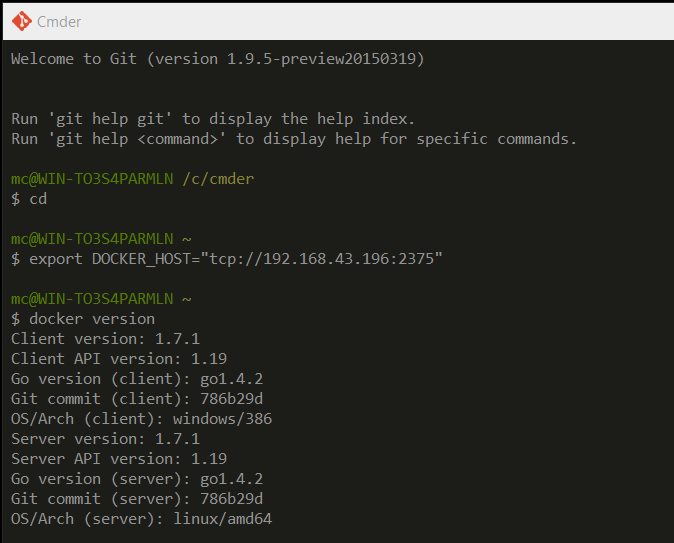 Cmder
Welcome to Git (version 1.9.5-preview20150319)
Run 'git help git' to display the help index.
Run 'git help <command>' to display help for specific commands.
mc@WIN-TO3S4PARMLN /c/cmder
$ cd
mc@WIN-TO3S4PARMLN ~
$ export DOCKER_HOST="tcp://192.168.43.196:2375"
mc@WIN-TO3S4PARMLN ~
$ docker version
Client version: 1.7.1
Client API version: 1.19
Go version (client): go1.4.2
Git commit (client): 786b29d
OS/Arch (client): windows/386
Server version: 1.7.1
Server API version: 1.19
Go version (server): go1.4.2
Git commit (server): 786b29d
OS/Arch (server): linux/amd64